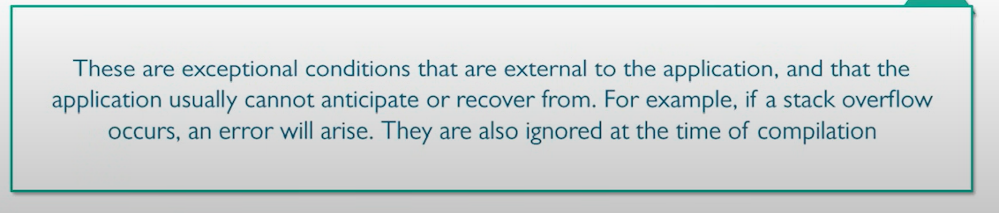 These are exceptional conditions that are external to the application, and that the
application usually cannot anticipate or recover from. For example, if a stack overflow
occurs, an error will arise. They are also ignored at the time of compilation